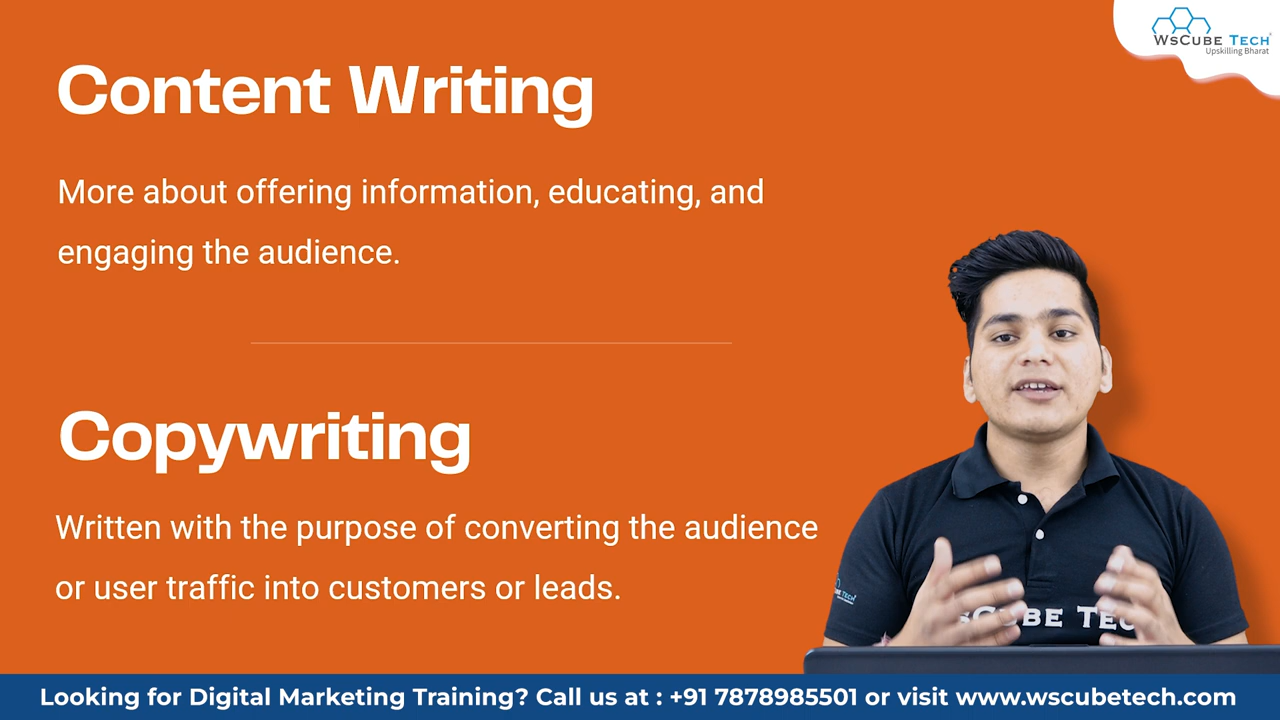 WsCube Tech
Upskilling Bharat
Content Writing
More about offering information, educating, and
engaging the audience.
Copywriting
Written with the purpose of converting the audience
or user traffic into customers or leads.
Looking for Digital Marketing Training? Call us at : +91 7878985501 or visit www.wscubetech.com